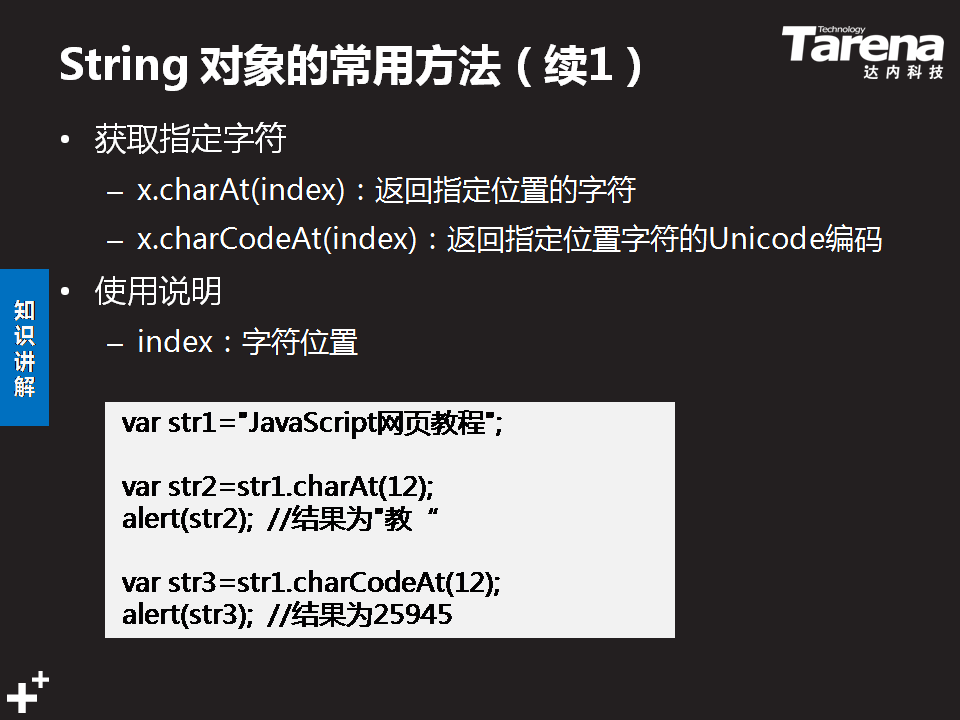 String 对象的常用方法（续1）
Technology
Tarena
达内科技
• 获取指定字符
– x.charAt(index)：返回指定位置的字符
– x.charCodeAt(index)：返回指定位置字符的Unicode编码
• 使用说明
– index：字符位置
知识讲解
var str1="JavaScript网页教程";
var str2=str1.charAt(12);
alert(str2); //结果为"教“
var str3=str1.charCodeAt(12);
alert(str3); //结果为25945